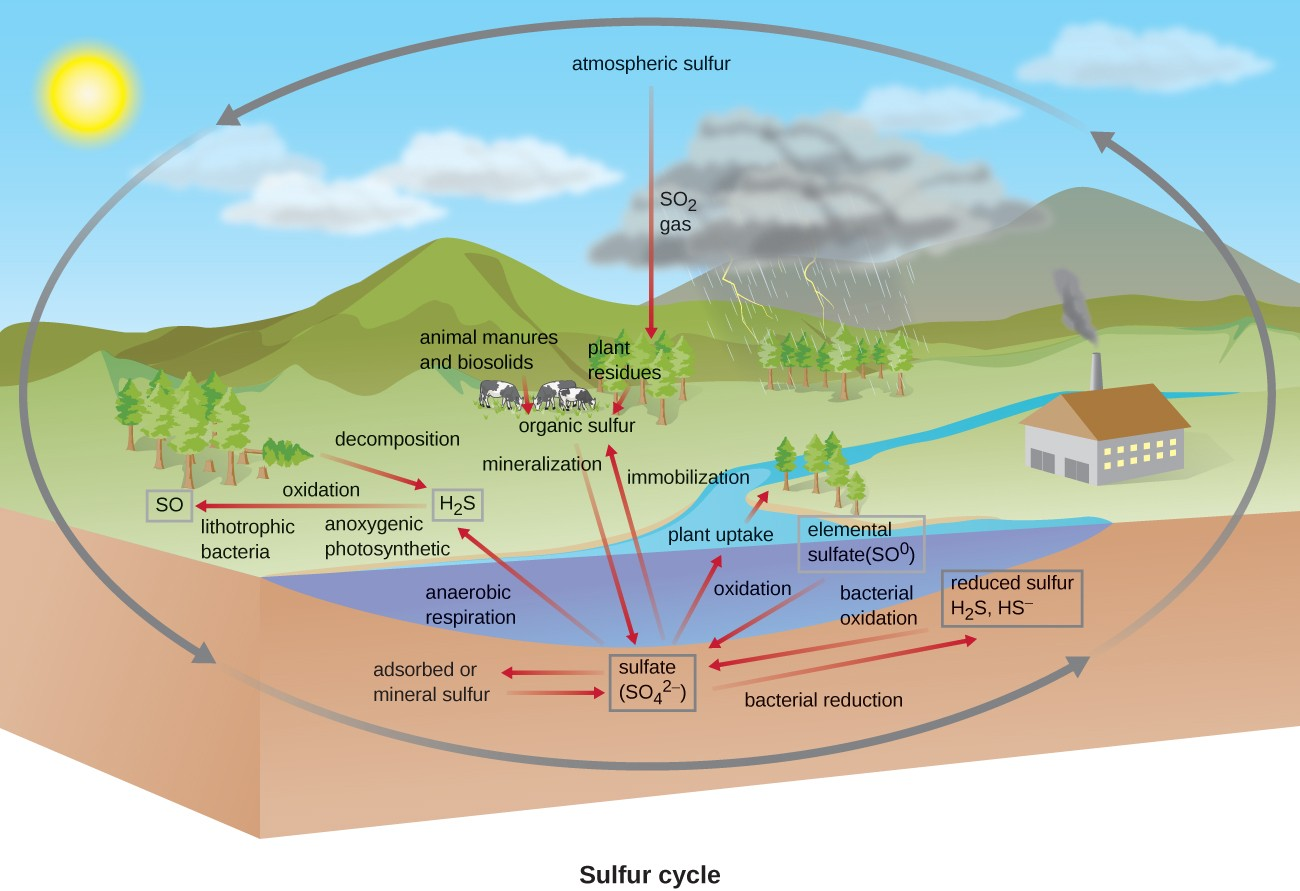 atmospheric sulfur
SO₂
gas
animal manures
and biosolids
plant
residues
organic sulfur
decomposition
mineralization
immobilization
oxidation
SO
H₂S
lithotrophic
bacteria
anoxygenic
photosynthetic
plant uptake
elemental
sulfate(SO⁰)
anaerobic
respiration
oxidation
bacterial
oxidation
reduced sulfur
H₂S, HS⁻
adsorbed or
mineral sulfur
sulfate
(SO₄²⁻)
bacterial reduction
Sulfur cycle